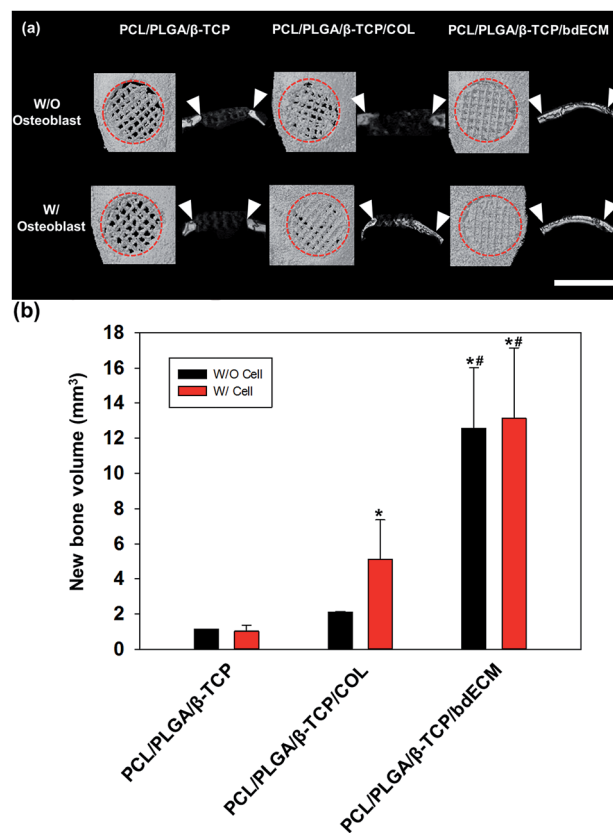 (a)
PCL/PLGA/β-TCP
PCL/PLGA/β-TCP/COL
PCL/PLGA/β-TCP/bdECM
W/O
Osteoblast
W/
Osteoblast
(b)
New bone volume (mm³)
18
16
14
12
10
8
6
4
2
0
W/O Cell
W/ Cell
*
*#
*#
PCL/PLGA/β-TCP
PCL/PLGA/β-TCP/COL
PCL/PLGA/β-TCP/bdECM